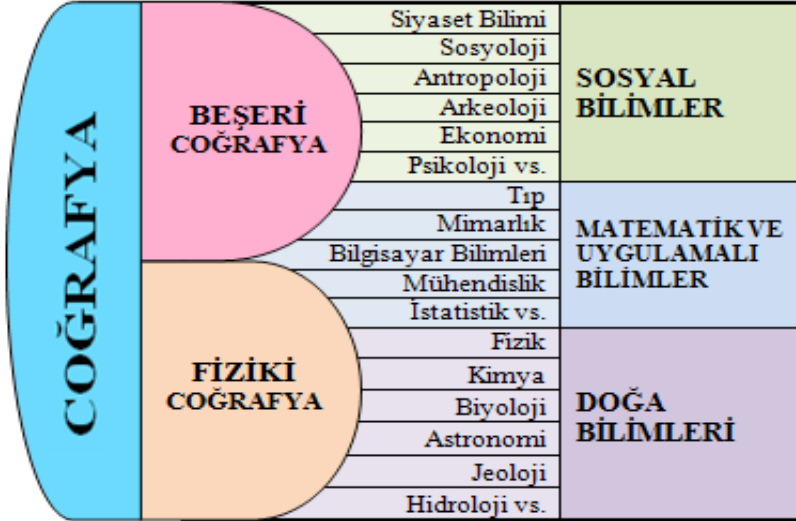 COĞRAFYA
BEŞERİ
COĞRAFYA
FİZİKİ
COĞRAFYA
Siyaset Bilimi
Sosyoloji
Antropoloji
Arkeoloji
Ekonomi
Psikoloji vs.
Tıp
Mimarlık
Bilgisayar Bilimleri
Mühendislik
İstatistik vs.
Fizik
Kimya
Biyoloji
Astronomi
Jeoloji
Hidroloji vs.
SOSYAL
BİLİMLER
MATEMATİK VE
UYGULAMALI
BİLİMLER
DOĞA
BİLİMLERİ